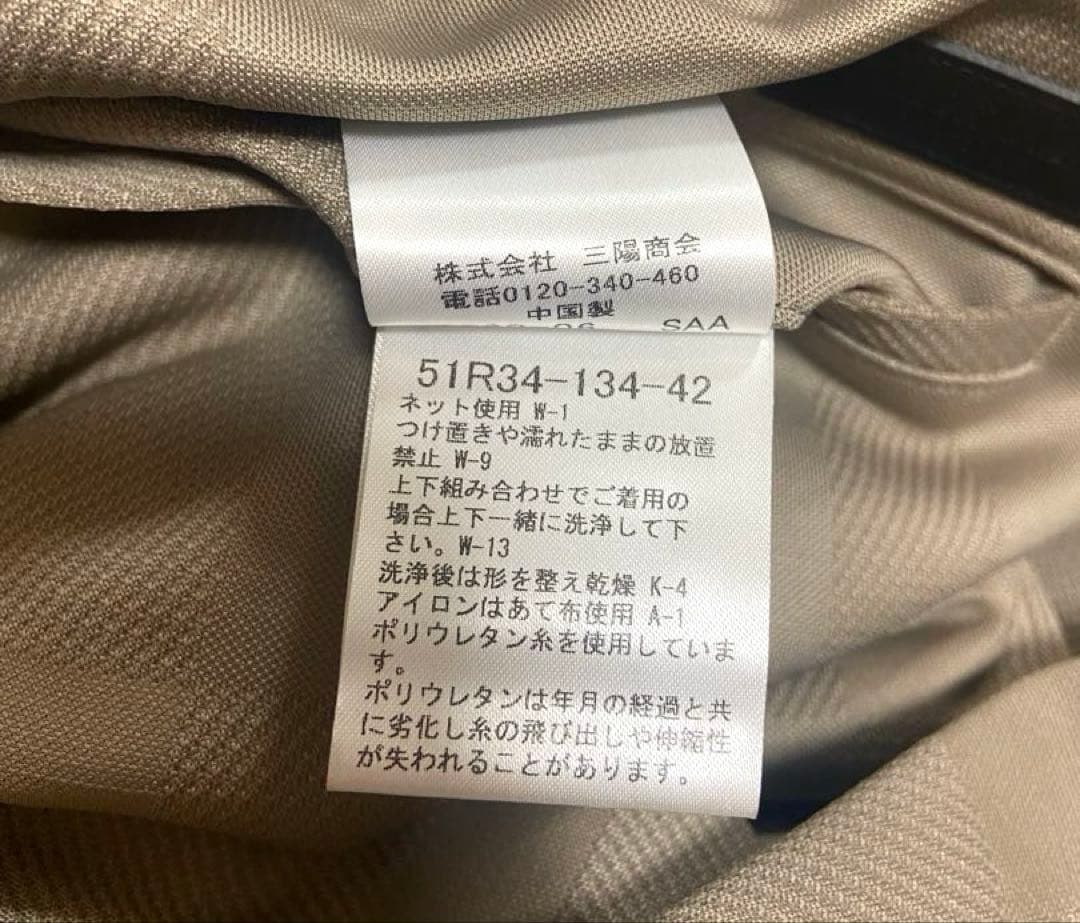 株式会社 三陽商会
電話0120-340-460
中国製
SAA
51R34-134-42
ネット使用 W-1
つけ置きや濡れたままの放置
禁止 W-9
上下組み合わせでご着用の
場合上下一緒に洗浄して下
さい。W-13
洗浄後は形を整え乾燥 K-4
アイロンはあて布使用 A-1
ポリウレタン糸を使用していま
す。
ポリウレタンは年月の経過と共
に劣化し糸の飛び出しや伸縮性
が失われることがあります。